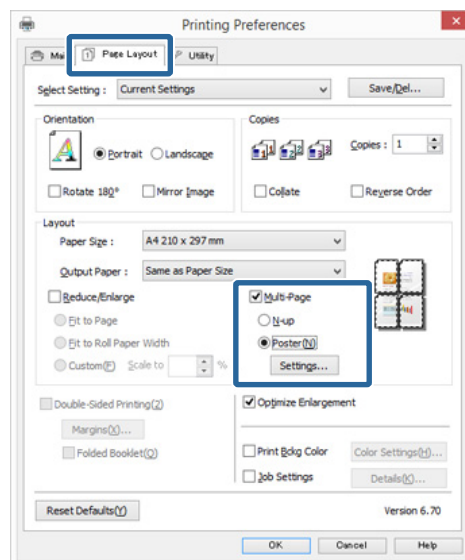 Printing Preferences
Main Page Layout Utility
Select Setting : Current Settings Save/Del...
Orientation Copies
Portrait Landscape Copies : 1
Rotate 180° Mirror Image Collate Reverse Order
Layout
Paper Size : A4 210 x 297 mm
Output Paper : Same as Paper Size
Reduce/Enlarge Multi-Page
Fit to Page N-up
Fit to Roll Paper Width Poster(N)
Custom(F) Scale to % Settings...
Double-Sided Printing(2) Optimize Enlargement
Margins(X)...
Folded Booklet(Q)
Print Bckg Color Color Settings(H)...
Job Settings Details(K)...
Reset Defaults(Y) Version 6.70
OK Cancel Help